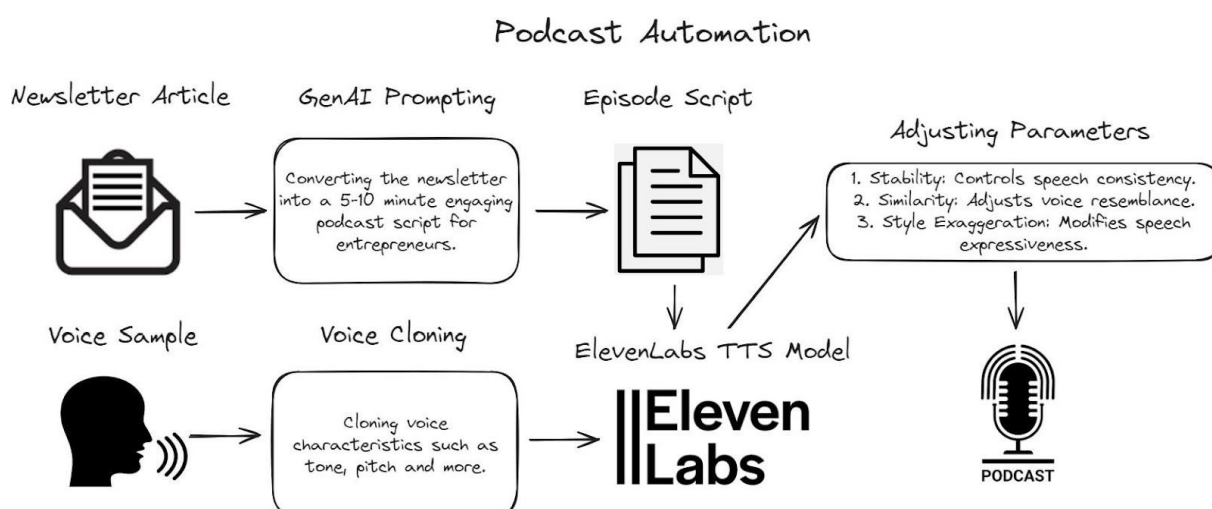 Podcast Automation
Newsletter Article
GenAI Prompting
Episode Script
Adjusting Parameters
Converting the newsletter
into a 5-10 minute engaging
podcast script for
entrepreneurs.
1. Stability: Controls speech consistency.
2. Similarity: Adjusts voice resemblance.
3. Style Exaggeration: Modifies speech
expressiveness.
Voice Sample
Voice Cloning
ElevenLabs TTS Model
Cloning voice
characteristics such as
tone, pitch and more.
||Eleven
Labs
PODCAST